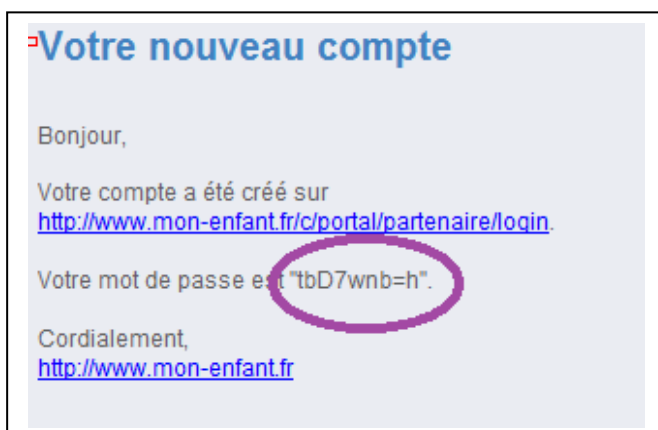 Votre nouveau compte
Bonjour,
Votre compte a été créé sur
http://www.mon-enfant.fr/c/portal/partenaire/login.
Votre mot de passe est "tbD7wnb=h".
Cordialement,
http://www.mon-enfant.fr